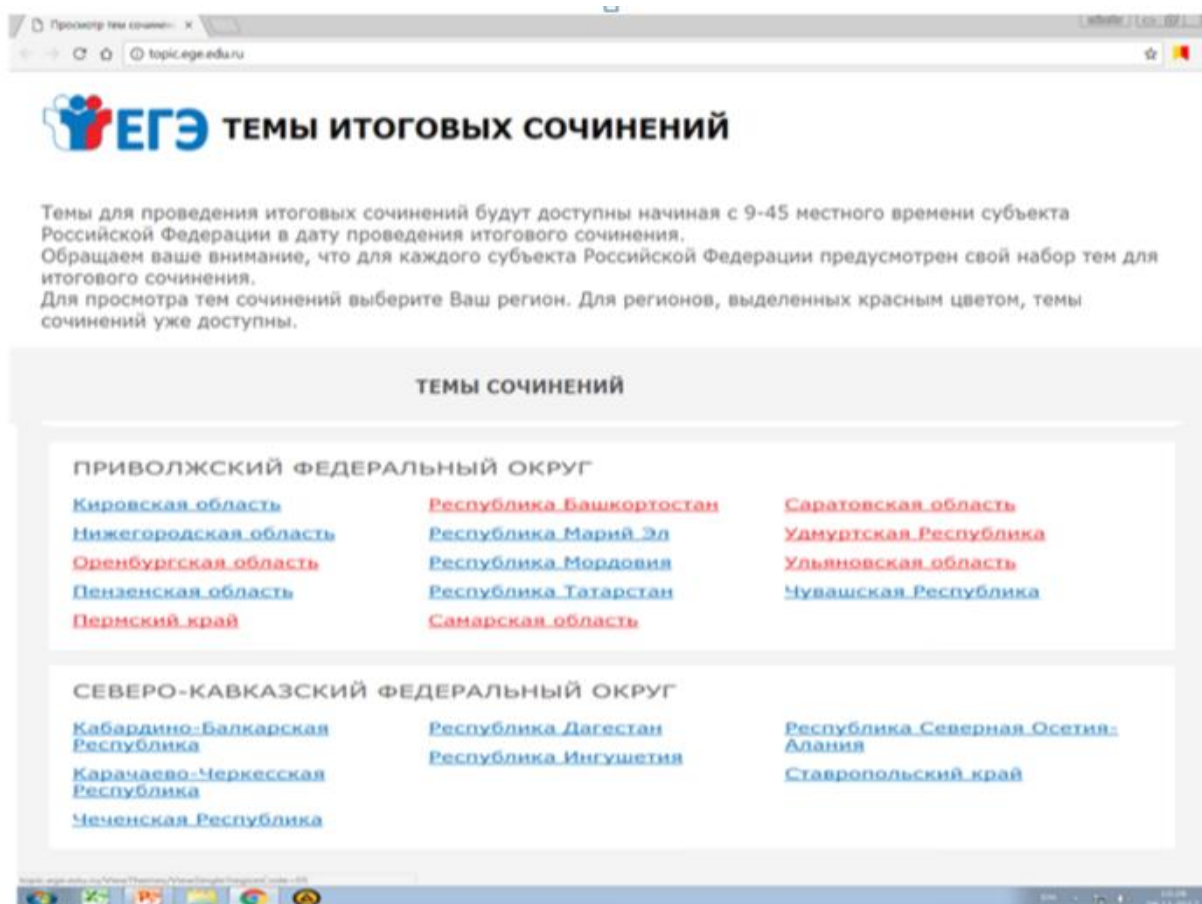 Просмотр тем сочинен
topic.ege.edu.ru
ЕГЭ ТЕМЫ ИТОГОВЫХ СОЧИНЕНИЙ
Темы для проведения итоговых сочинений будут доступны начиная с 9-45 местного времени субъекта
Российской Федерации в дату проведения итогового сочинения.
Обращаем ваше внимание, что для каждого субъекта Российской Федерации предусмотрен свой набор тем для
итогового сочинения.
Для просмотра тем сочинений выберите Ваш регион. Для регионов, выделенных красным цветом, темы
сочинений уже доступны.
ТЕМЫ СОЧИНЕНИЙ
ПРИВОЛЖСКИЙ ФЕДЕРАЛЬНЫЙ ОКРУГ
Кировская область
Нижегородская область
Оренбургская область
Пензенская область
Пермский край
Республика Башкортостан
Республика Марий Эл
Республика Мордовия
Республика Татарстан
Самарская область
Саратовская область
Удмуртская Республика
Ульяновская область
Чувашская Республика
СЕВЕРО-КАВКАЗСКИЙ ФЕДЕРАЛЬНЫЙ ОКРУГ
Кабардино-Балкарская
Республика
Карачаево-Черкесская
Республика
Чеченская Республика
Республика Дагестан
Республика Ингушетия
Республика Северная Осетия-
Алания
Ставропольский край
EN